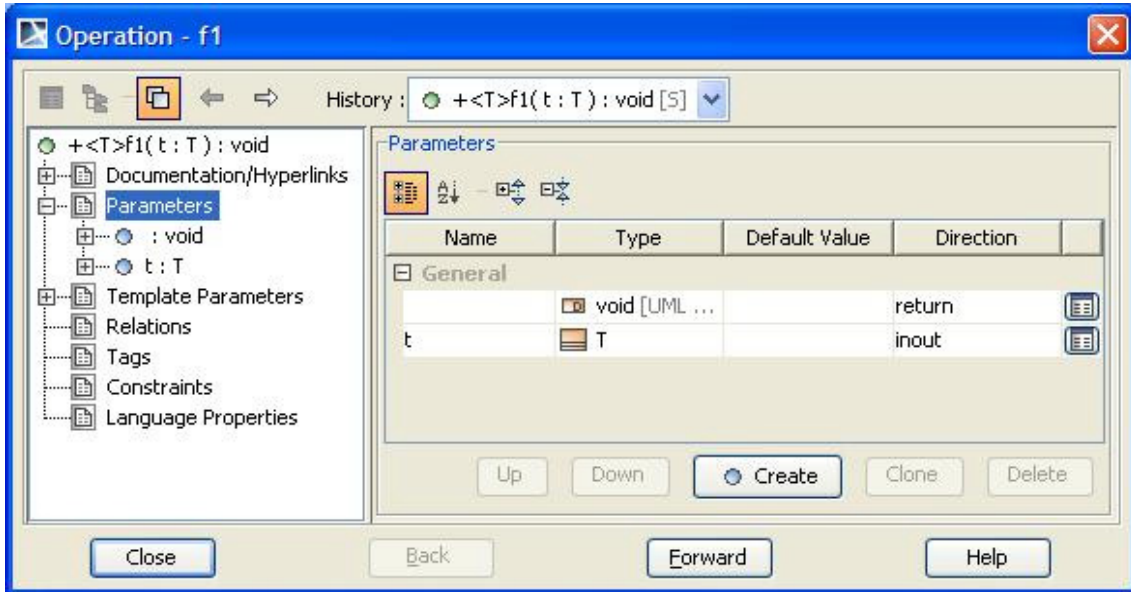 Operation - f1
History : +<T>f1( t : T ) : void [S]
+<T>f1( t : T ) : void
Documentation/Hyperlinks
Parameters
: void
t : T
Template Parameters
Relations
Tags
Constraints
Language Properties
Parameters
Name Type Default Value Direction
General
void [UML ... return
t T inout
Up Down Create Clone Delete
Close Back Forward Help